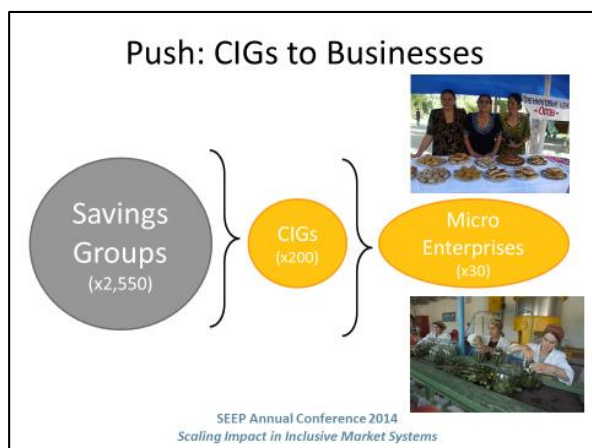 Push: CIGs to Businesses
Savings
Groups
(x2,550)
CIGs
(x200)
Micro
Enterprises
(x30)
SEEP Annual Conference 2014
Scaling Impact in Inclusive Market Systems